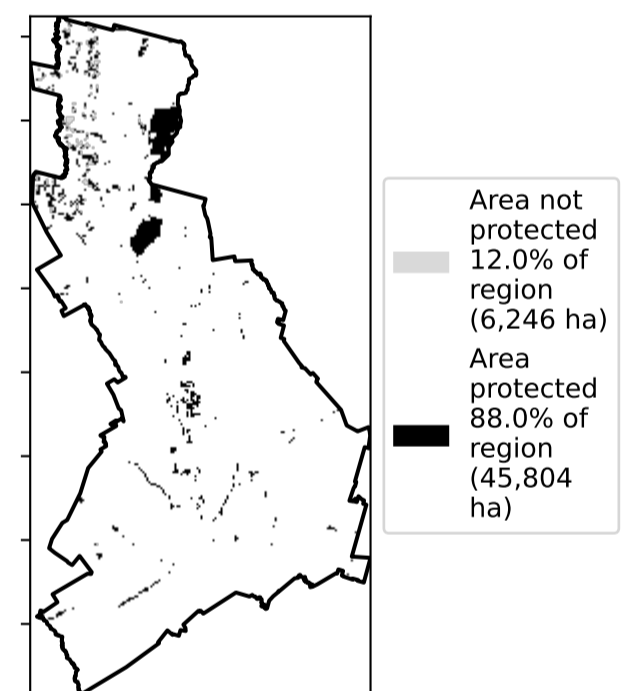 Area not
protected
12.0% of
region
(6,246 ha)
Area
protected
88.0% of
region
(45,804
ha)